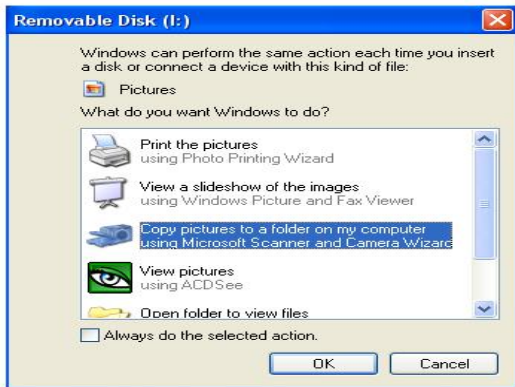 Removable Disk (I:)
Windows can perform the same action each time you insert
a disk or connect a device with this kind of file:
Pictures
What do you want Windows to do?
Print the pictures
using Photo Printing Wizard
View a slideshow of the images
using Windows Picture and Fax Viewer
Copy pictures to a folder on my computer
using Microsoft Scanner and Camera Wizard
View pictures
using ACDSee
Open folder to view files
Always do the selected action.
OK
Cancel